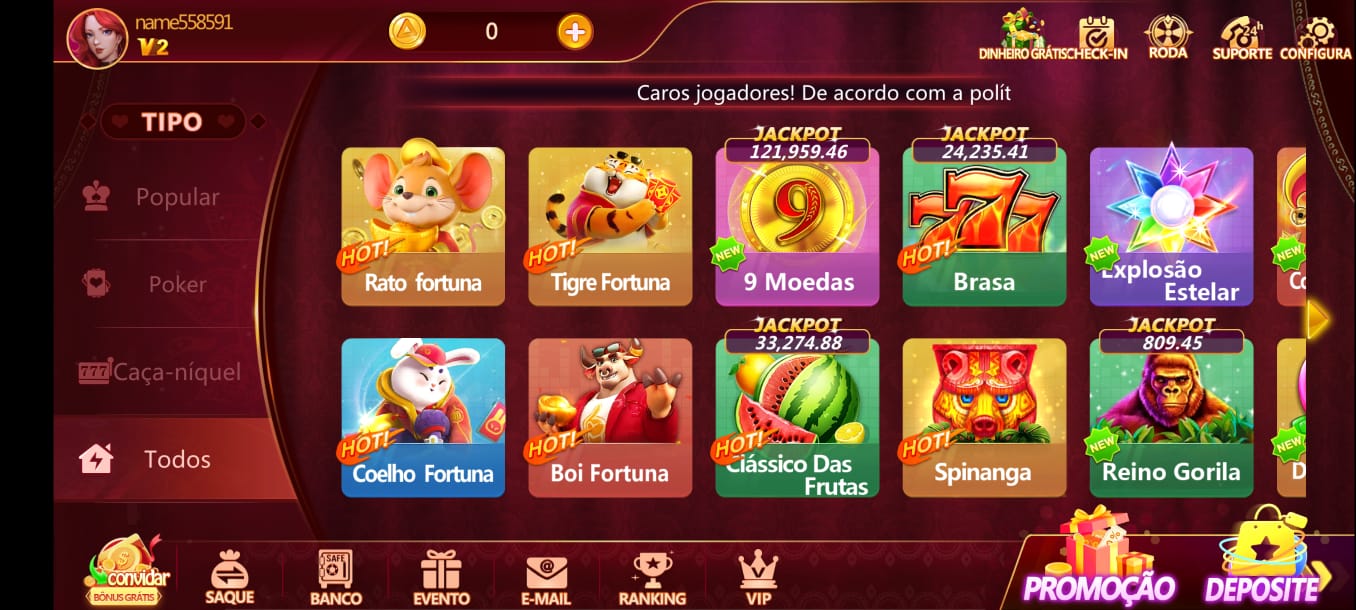 name558591
V2
0
DINHEIRO GRÁTIS
CHECK-IN
RODA
24h
SUPORTE
CONFIGURA
Caros jogadores! De acordo com a polít
TIPO
Popular
Poker
777
Caça-níquel
Todos
HOT!
Rato fortuna
HOT!
Tigre Fortuna
JACKPOT
121,959.46
9
NEW
9 Moedas
JACKPOT
24,235.41
777
HOT!
Brasa
NEW
Explosão
Estelar
NEW
HOT!
Coelho Fortuna
HOT!
Boi Fortuna
JACKPOT
33,274.88
HOT!
Clássico Das
Frutas
HOT!
Spinanga
JACKPOT
809.45
NEW
Reino Gorila
NEW
D
convidar
BÔNUS GRÁTIS
SAQUE
SAFE
BANCO
EVENTO
@
E-MAIL
RANKING
VIP
PROMOÇÃO
DEPOSITE